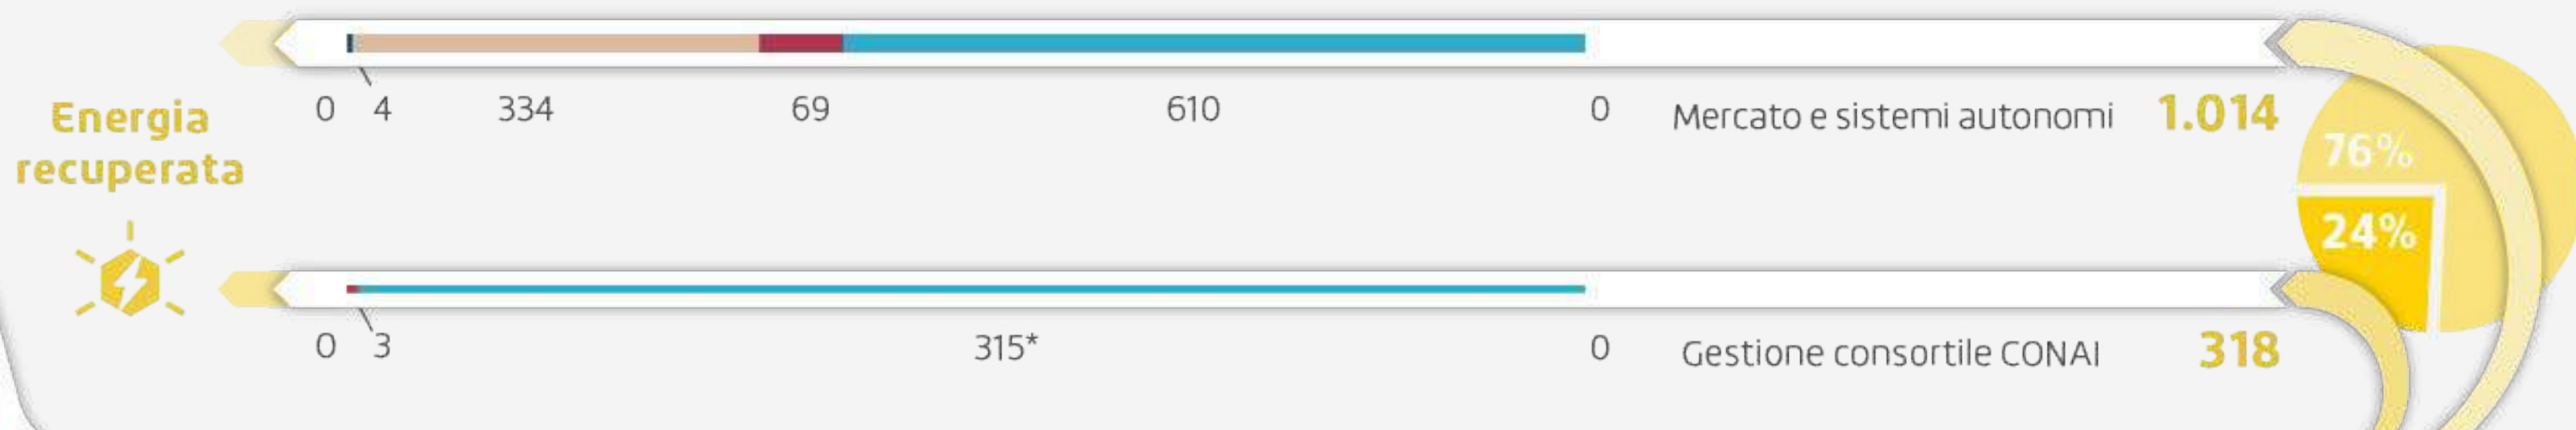 Energia
recuperata
0 4 334 69 610 0 Mercato e sistemi autonomi 1.014
76%
24%
0 3 315* 0 Gestione consortile CONAI 318